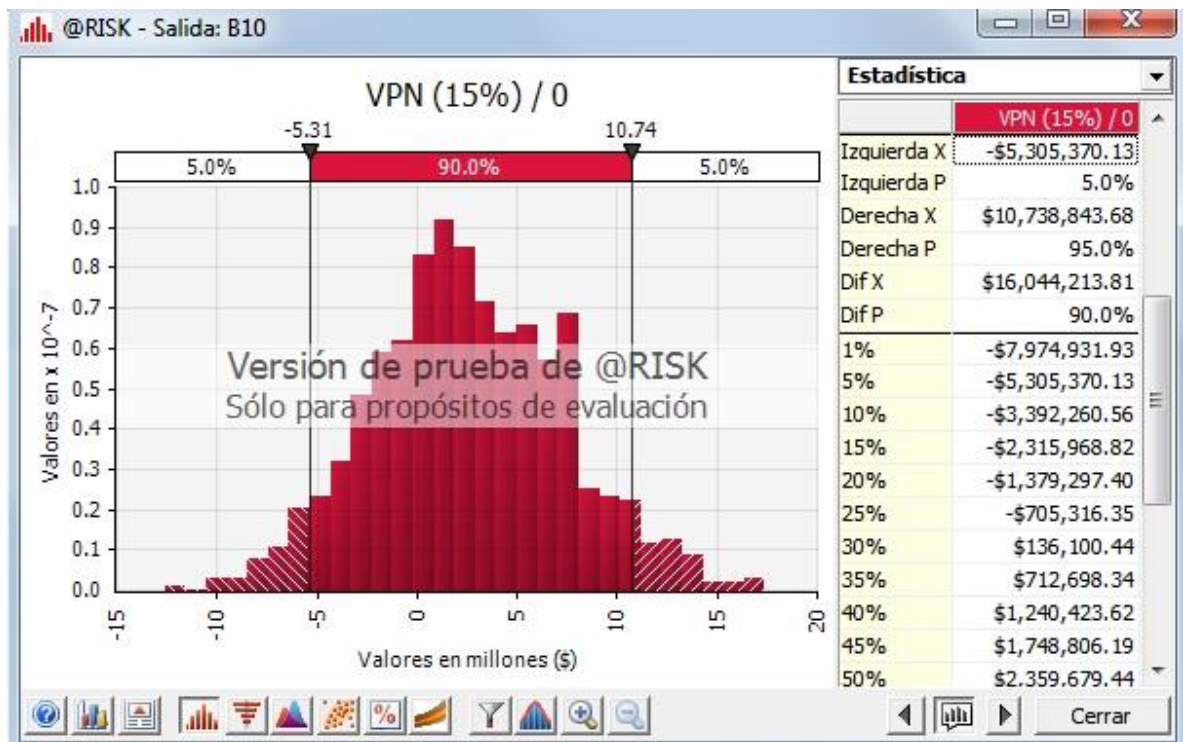 @RISK - Salida: B10
VPN (15%) / 0
-5.31 10.74
5.0% 90.0% 5.0%
1.0
0.9
0.8
0.7
0.6
0.5
0.4
0.3
0.2
0.1
0.0
Valores en x 10^-7
Versión de prueba de @RISK
Sólo para propósitos de evaluación
-15 -10 -5 0 5 10 15 20
Valores en millones ($)
Estadística
VPN (15%) / 0
Izquierda X -$5,305,370.13
Izquierda P 5.0%
Derecha X $10,738,843.68
Derecha P 95.0%
Dif X $16,044,213.81
Dif P 90.0%
1% -$7,974,931.93
5% -$5,305,370.13
10% -$3,392,260.56
15% -$2,315,968.82
20% -$1,379,297.40
25% -$705,316.35
30% $136,100.44
35% $712,698.34
40% $1,240,423.62
45% $1,748,806.19
50% $2,359,679.44
Cerrar